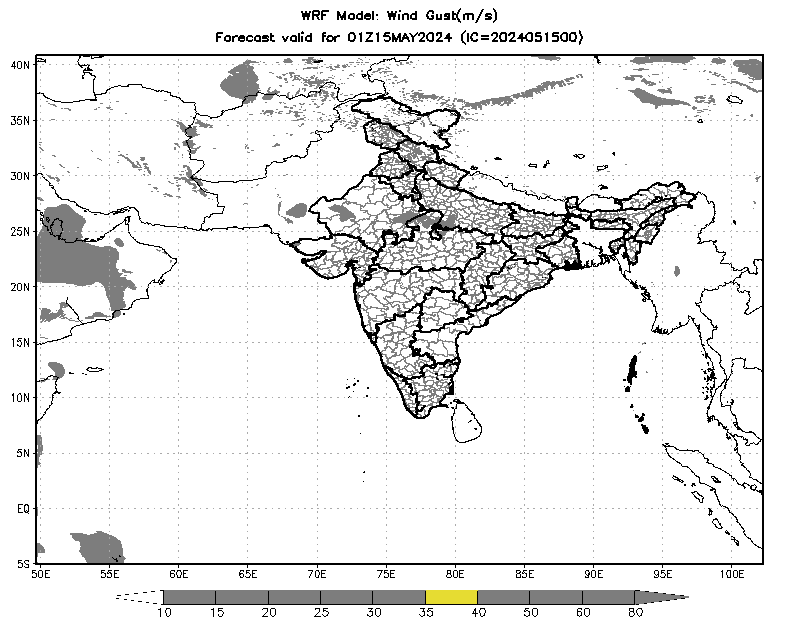 WRF Model: Wind Gust(m/s)
Forecast valid for 01Z15MAY2024 (IC=2024051500)
40N
35N
30N
25N
20N
15N
10N
5N
EQ
5S
50E 55E 60E 65E 70E 75E 80E 85E 90E 95E 100E
10 15 20 25 30 35 40 50 60 80